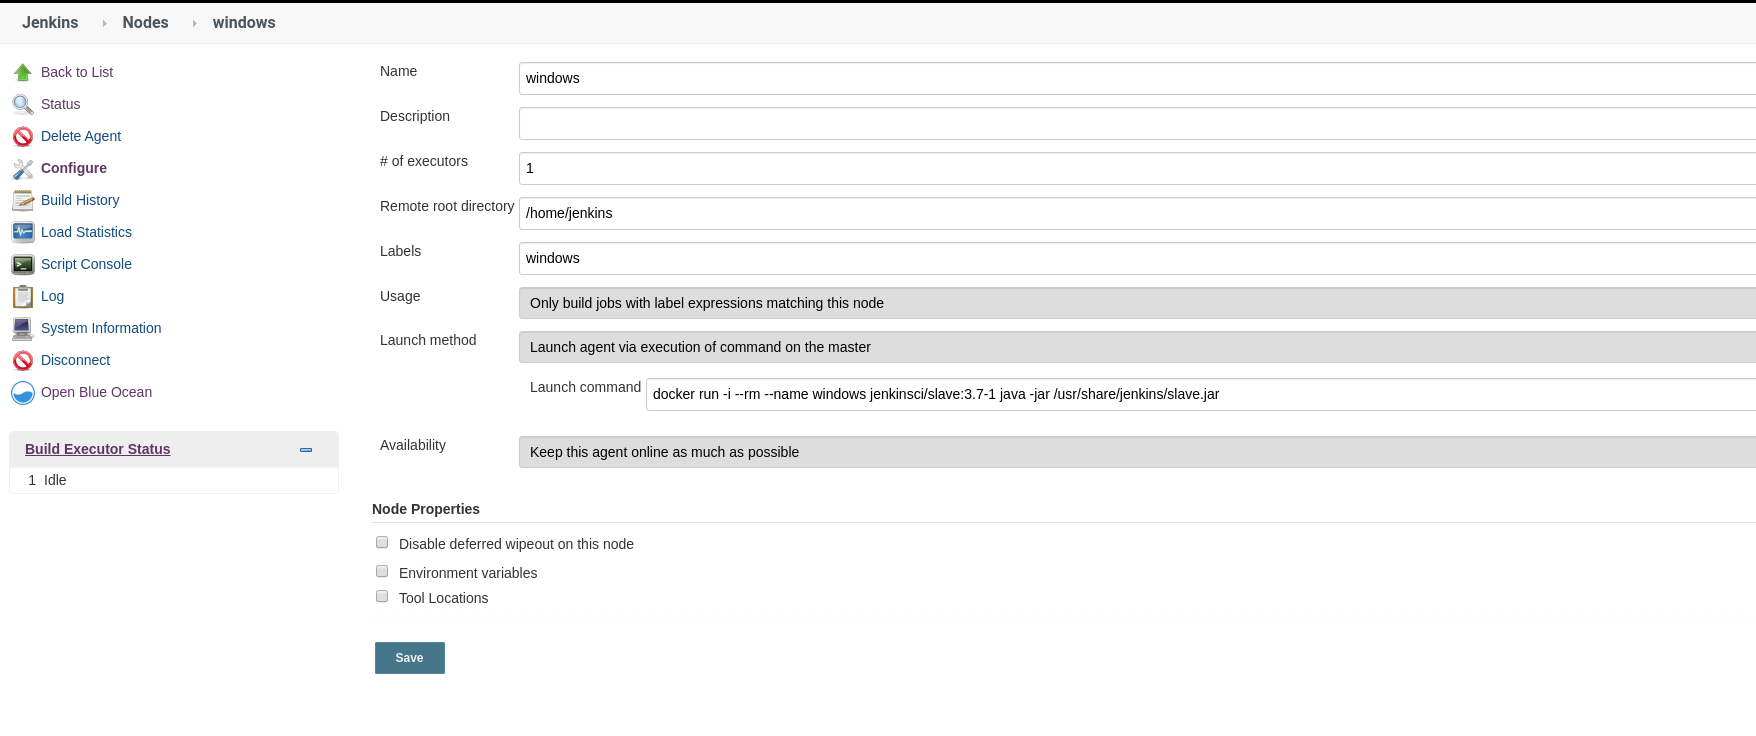 Jenkins Nodes windows
Back to List
Status
Delete Agent
Configure
Build History
Load Statistics
Script Console
Log
System Information
Disconnect
Open Blue Ocean
Build Executor Status
1 Idle
Name windows
Description
# of executors 1
Remote root directory /home/jenkins
Labels windows
Usage Only build jobs with label expressions matching this node
Launch method Launch agent via execution of command on the master
Launch command docker run -i --rm --name windows jenkinsci/slave:3.7-1 java -jar /usr/share/jenkins/slave.jar
Availability Keep this agent online as much as possible
Node Properties
Disable deferred wipeout on this node
Environment variables
Tool Locations
Save